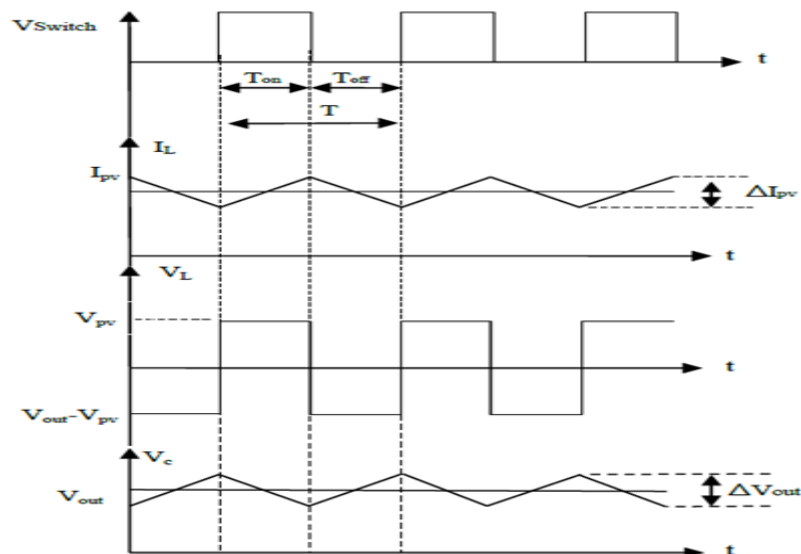 VSwitch
t
Ton
Toff
T
IL
Ipv
ΔIpv
t
VL
Vpv
t
Vout-Vpv
Vc
Vout
ΔVout
t